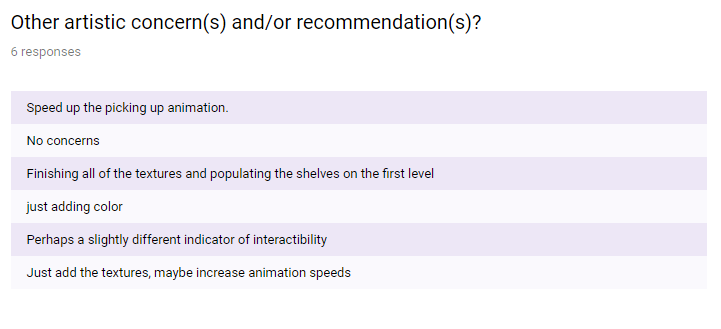 Other artistic concern(s) and/or recommendation(s)?
6 responses
Speed up the picking up animation.
No concerns
Finishing all of the textures and populating the shelves on the first level
just adding color
Perhaps a slightly different indicator of interactibility
Just add the textures, maybe increase animation speeds